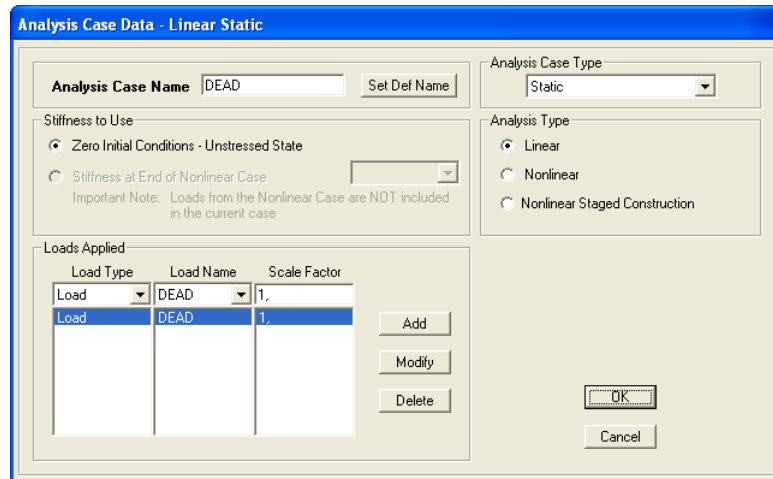 Analysis Case Data - Linear Static
Analysis Case Name DEAD Set Def Name
Analysis Case Type
Static
Stiffness to Use
Zero Initial Conditions - Unstressed State
Stiffness at End of Nonlinear Case
Important Note: Loads from the Nonlinear Case are NOT included
in the current case
Analysis Type
Linear
Nonlinear
Nonlinear Staged Construction
Loads Applied
Load Type Load Name Scale Factor
Load DEAD 1,
Load DEAD 1,
Add
Modify
Delete
OK
Cancel